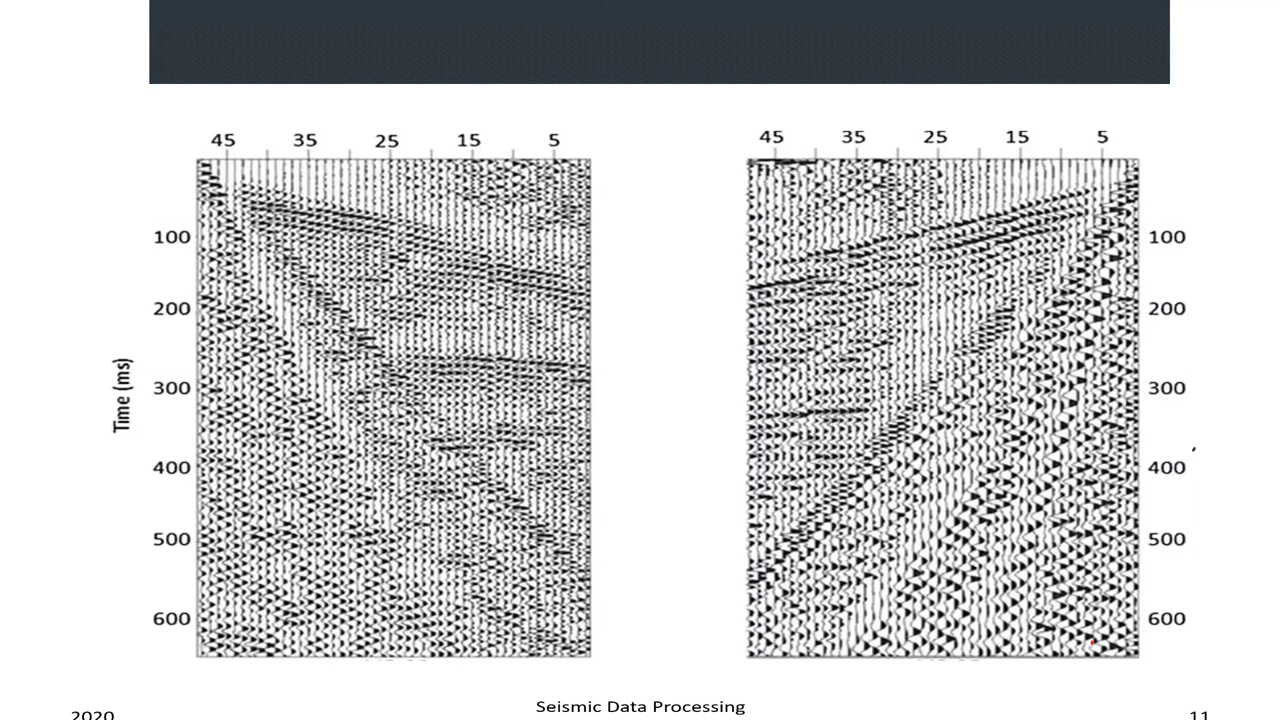 45 35 25 15 5
45 35 25 15 5
100 100
200 200
300 300
Time (ms)
400 400
500 500
600 600
Seismic Data Processing
2020
11